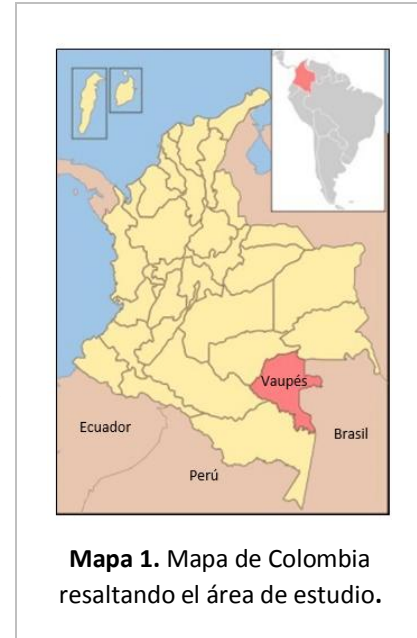 Vaupés
Ecuador
Brasil
Perú
Mapa 1. Mapa de Colombia
resaltando el área de estudio.